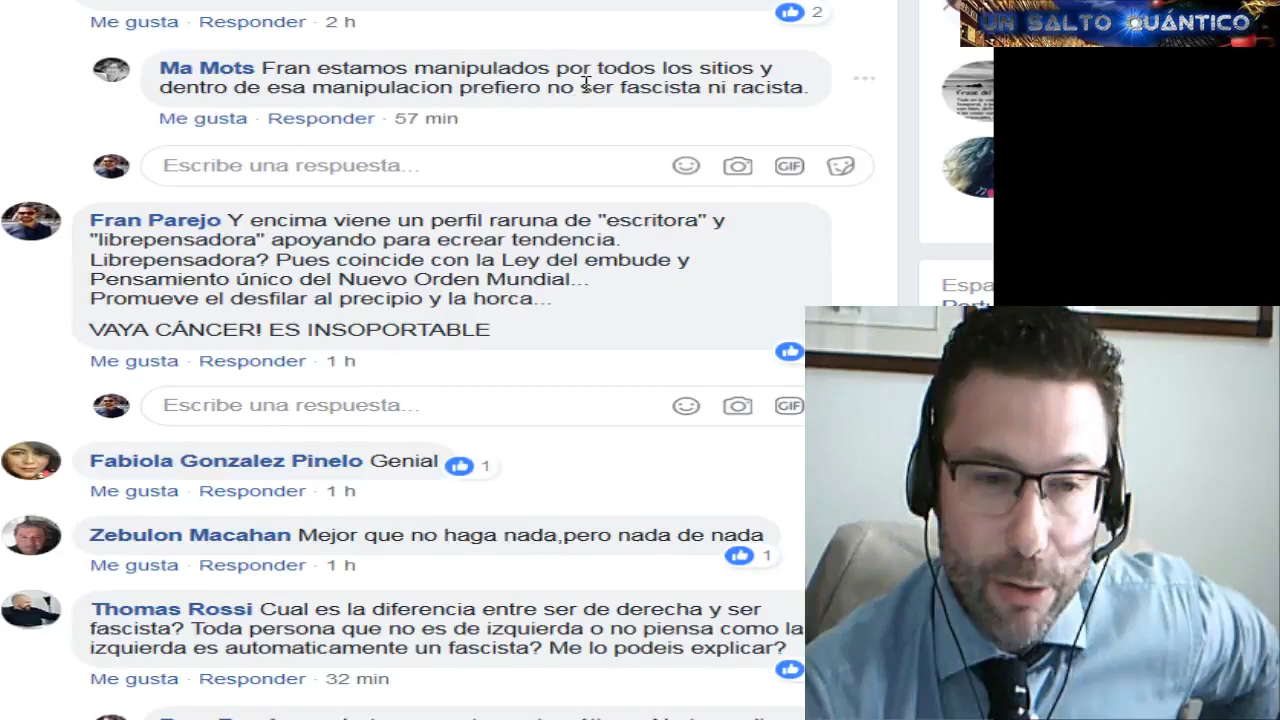 Me gusta · Responder · 2 h
2
UN SALTO QUÁNTICO
Ma Mots Fran estamos manipulados por todos los sitios y
dentro de esa manipulacion prefiero no ser fascista ni racista.
Me gusta · Responder · 57 min
Escribe una respuesta...
GIF
Fran Parejo Y encima viene un perfil raruna de "escritora" y
"librepensadora" apoyando para ecrear tendencia.
Librepensadora? Pues coincide con la Ley del embude y
Pensamiento único del Nuevo Orden Mundial...
Promueve el desfilar al precipio y la horca...
VAYA CÁNCER! ES INSOPORTABLE
Me gusta · Responder · 1 h
Escribe una respuesta...
GIF
Fabiola Gonzalez Pinelo Genial
1
Me gusta · Responder · 1 h
Zebulon Macahan Mejor que no haga nada,pero nada de nada
1
Me gusta · Responder · 1 h
Thomas Rossi Cual es la diferencia entre ser de derecha y ser
fascista? Toda persona que no es de izquierda o no piensa como la
izquierda es automaticamente un fascista? Me lo podeis explicar?
Me gusta · Responder · 32 min
Espa